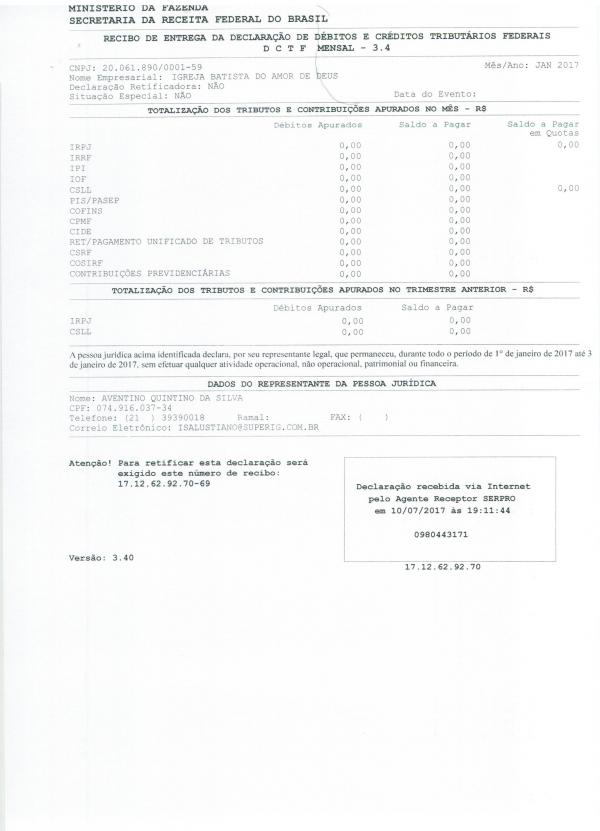 MINISTÉRIO DA FAZENDA
SECRETARIA DA RECEITA FEDERAL DO BRASIL
RECIBO DE ENTREGA DA DECLARAÇÃO DE DÉBITOS E CRÉDITOS TRIBUTÁRIOS FEDERAIS
D C T F MENSAL - 3.4
CNPJ: 20.061.890/0001-59 Mês/Ano: JAN 2017
Nome Empresarial: IGREJA BATISTA DO AMOR DE DEUS
Declaração Retificadora: NÃO
Situação Especial: NÃO Data do Evento:
TOTALIZAÇÃO DOS TRIBUTOS E CONTRIBUIÇÕES APURADOS NO MÊS - R$
Débitos Apurados Saldo a Pagar Saldo a Pagar
em Quotas
IRPJ 0,00 0,00 0,00
IRRF 0,00 0,00
IPI 0,00 0,00
IOF 0,00 0,00
CSLL 0,00 0,00 0,00
PIS/PASEP 0,00 0,00
COFINS 0,00 0,00
CPMF 0,00 0,00
CIDE 0,00 0,00
RET/PAGAMENTO UNIFICADO DE TRIBUTOS 0,00 0,00
CSRF 0,00 0,00
COSIRF 0,00 0,00
CONTRIBUIÇÕES PREVIDENCIÁRIAS 0,00 0,00
TOTALIZAÇÃO DOS TRIBUTOS E CONTRIBUIÇÕES APURADOS NO TRIMESTRE ANTERIOR - R$
Débitos Apurados Saldo a Pagar
IRPJ 0,00 0,00
CSLL 0,00 0,00
A pessoa jurídica acima identificada declara, por seu representante legal, que permaneceu, durante todo o período de 1º de janeiro de 2017 até 3
de janeiro de 2017, sem efetuar qualquer atividade operacional, não operacional, patrimonial ou financeira.
DADOS DO REPRESENTANTE DA PESSOA JURÍDICA
Nome: AVENTINO QUINTINO DA SILVA
CPF: 074.916.037-34
Telefone: (21 ) 39390018 Ramal: FAX: ( )
Correio Eletrônico: ISALUSTIANO@SUPERIG.COM.BR
Atenção! Para retificar esta declaração será
exigido este número de recibo:
17.12.62.92.70-69
Declaração recebida via Internet
pelo Agente Receptor SERPRO
em 10/07/2017 às 19:11:44
0980443171
Versão: 3.40
17.12.62.92.70